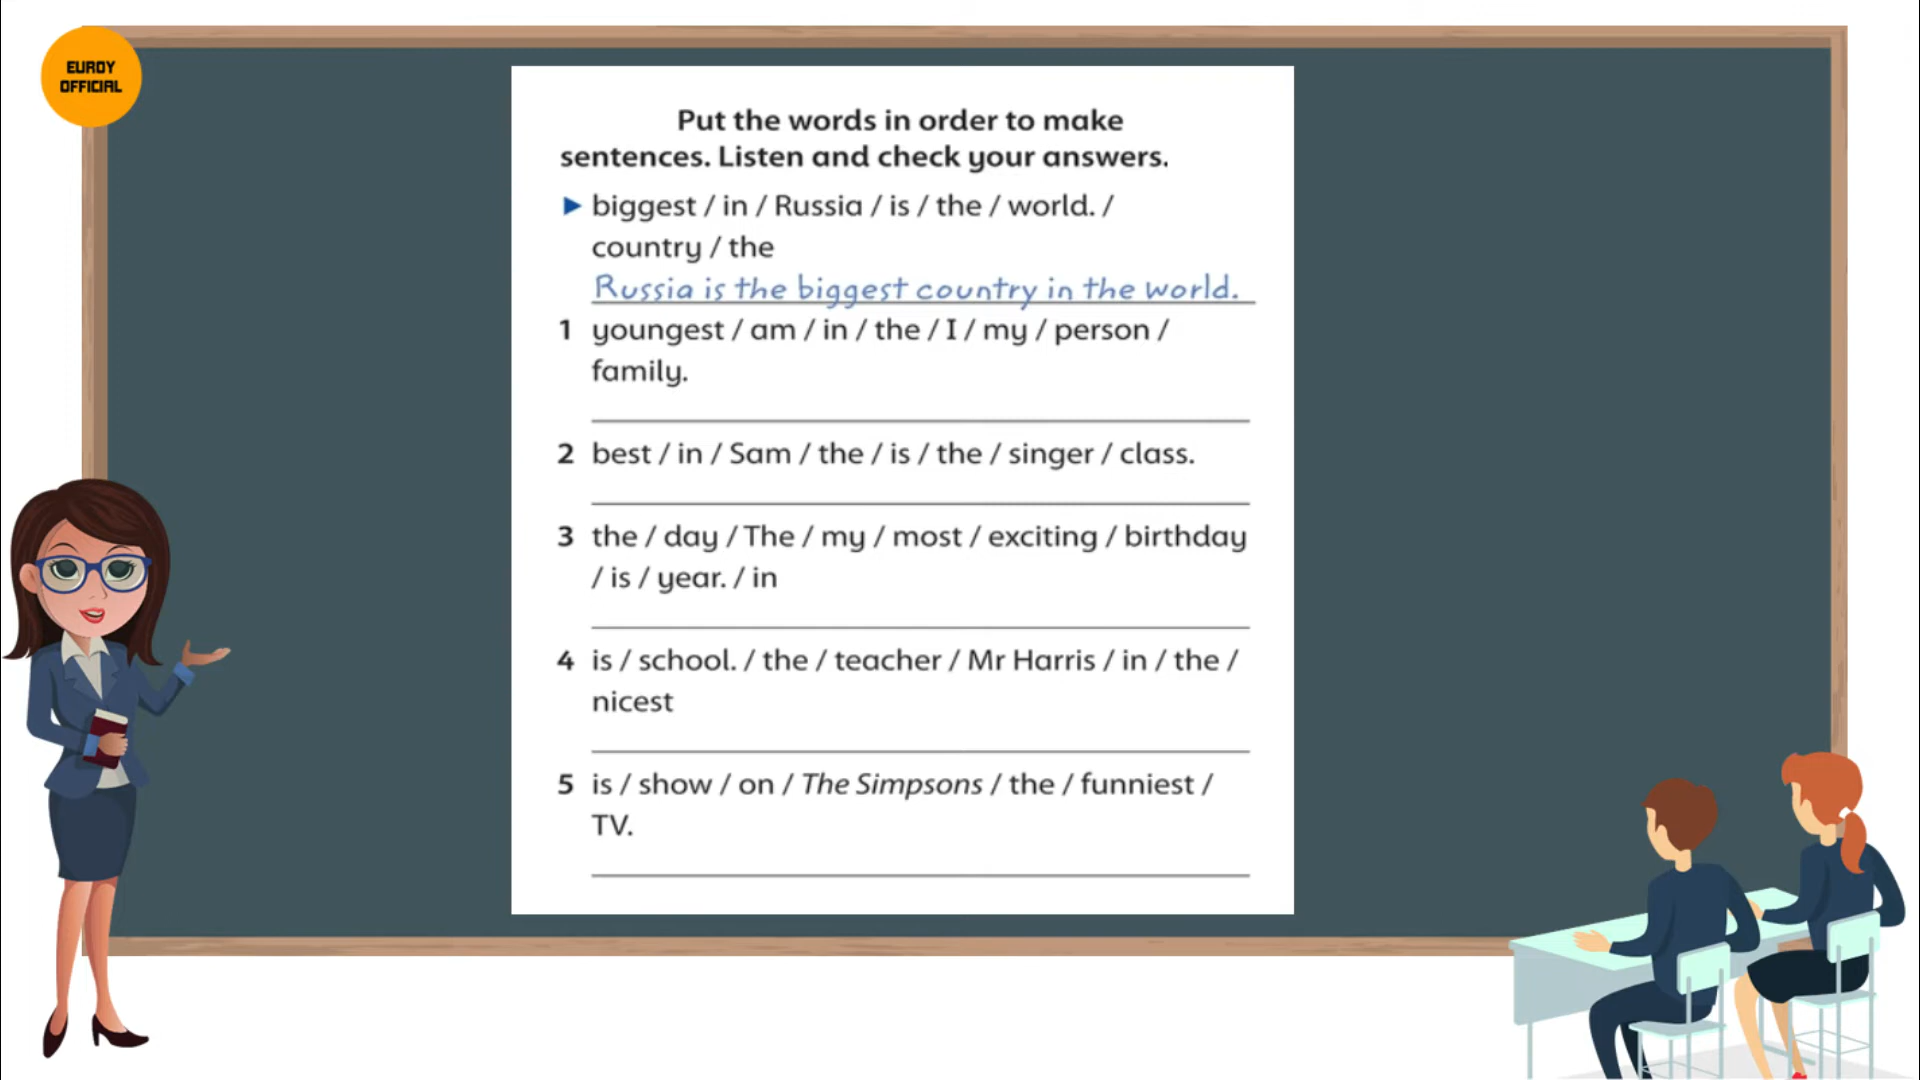 EUROY
OFFICIAL
Put the words in order to make
sentences. Listen and check your answers.
► biggest / in / Russia / is / the / world. /
country / the
Russia is the biggest country in the world.
1 youngest / am / in / the / I / my / person /
family.
2 best / in / Sam / the / is / the / singer / class.
3 the / day / The / my / most / exciting / birthday
/ is / year. / in
4 is / school. / the / teacher / Mr Harris / in / the /
nicest
5 is / show / on / The Simpsons / the / funniest /
TV.